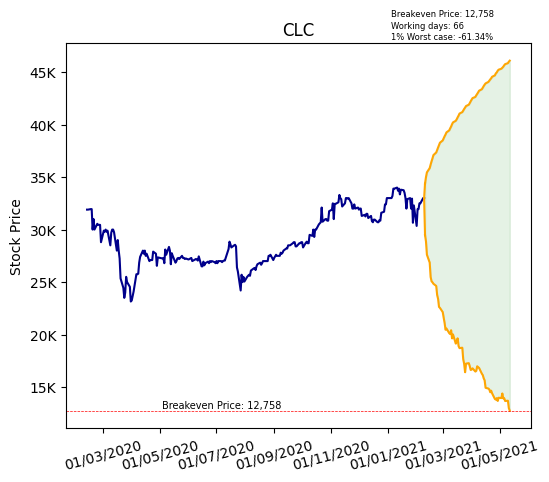 Breakeven Price: 12,758
Working days: 66
1% Worst case: -61.34%
CLC
Stock Price
45K
40K
35K
30K
25K
20K
15K
Breakeven Price: 12,758
01/03/2020
01/05/2020
01/07/2020
01/09/2020
01/11/2020
01/01/2021
01/03/2021
01/05/2021